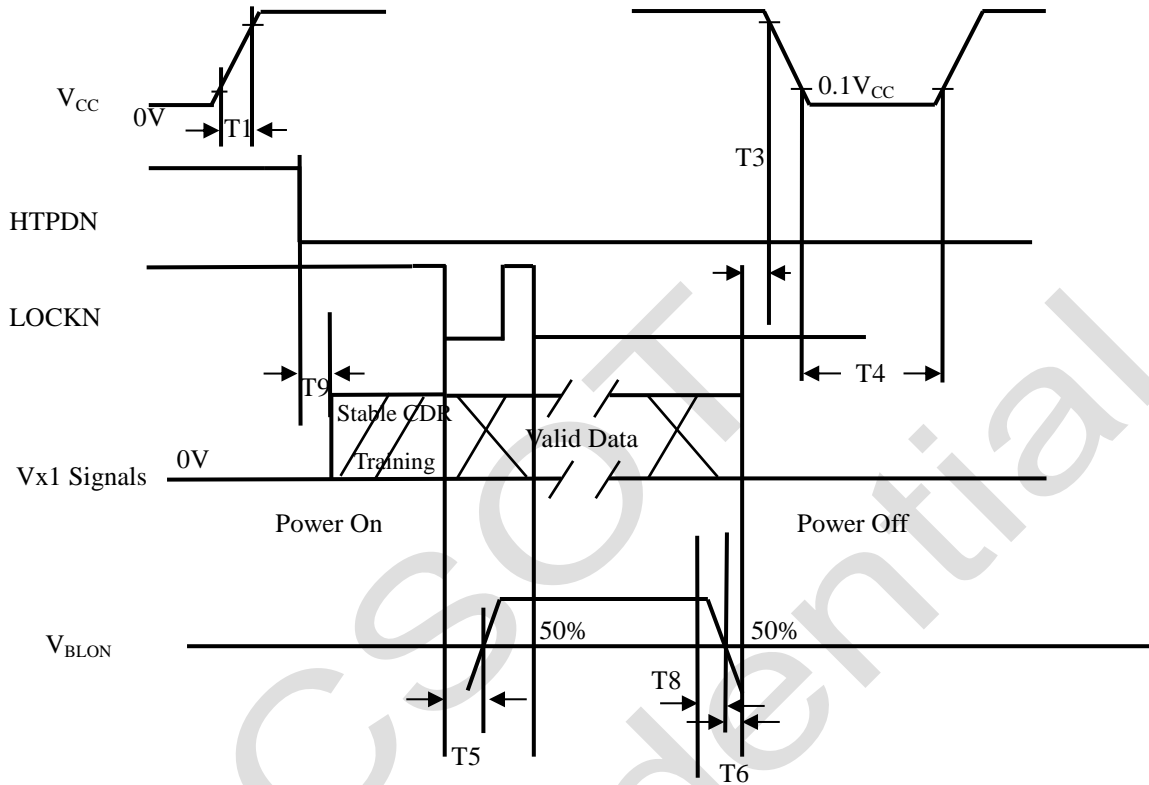 VCC
0V
T1
0.1VCC
T3
HTPDN
LOCKN
T9
T4
Stable CDR
Training
Valid Data
Vx1 Signals
0V
Power On
Power Off
VBLON
50%
50%
T8
T5
T6
CSOT
dential